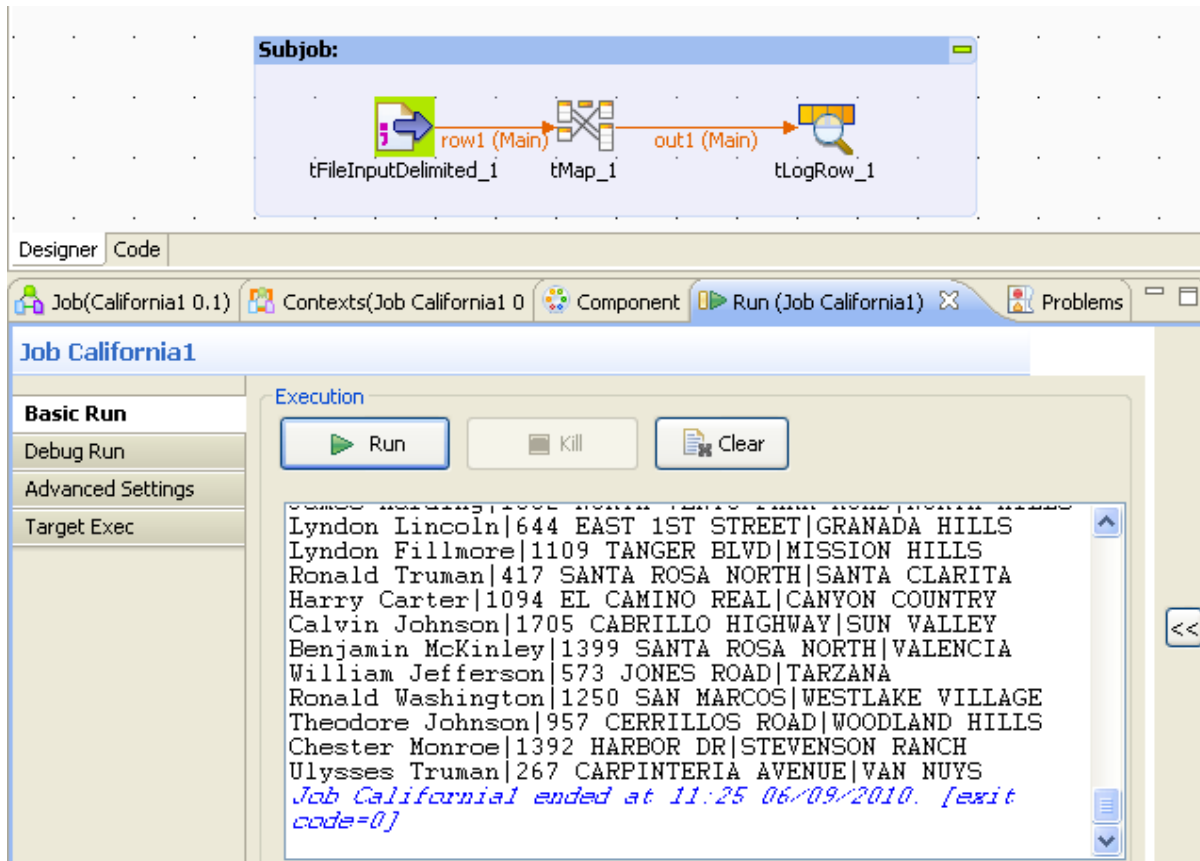 Subjob:
row1 (Main)
out1 (Main)
tFileInputDelimited_1
tMap_1
tLogRow_1
Designer
Code
Job(California1 0.1)
Contexts(Job California1 0
Component
Run (Job California1)
Problems
Job California1
Basic Run
Debug Run
Advanced Settings
Target Exec
Execution
Run
Kill
Clear
Lyndon Lincoln|644 EAST 1ST STREET|GRANADA HILLS
Lyndon Fillmore|1109 TANGER BLVD|MISSION HILLS
Ronald Truman|417 SANTA ROSA NORTH|SANTA CLARITA
Harry Carter|1094 EL CAMINO REAL|CANYON COUNTRY
Calvin Johnson|1705 CABRILLO HIGHWAY|SUN VALLEY
Benjamin McKinley|1399 SANTA ROSA NORTH|VALENCIA
William Jefferson|573 JONES ROAD|TARZANA
Ronald Washington|1250 SAN MARCOS|WESTLAKE VILLAGE
Theodore Johnson|957 CERRILLOS ROAD|WOODLAND HILLS
Chester Monroe|1392 HARBOR DR|STEVENSON RANCH
Ulysses Truman|267 CARPINTERIA AVENUE|VAN NUYS
Job California1 ended at 11:25 06/09/2010. [exit
code=0]
<<